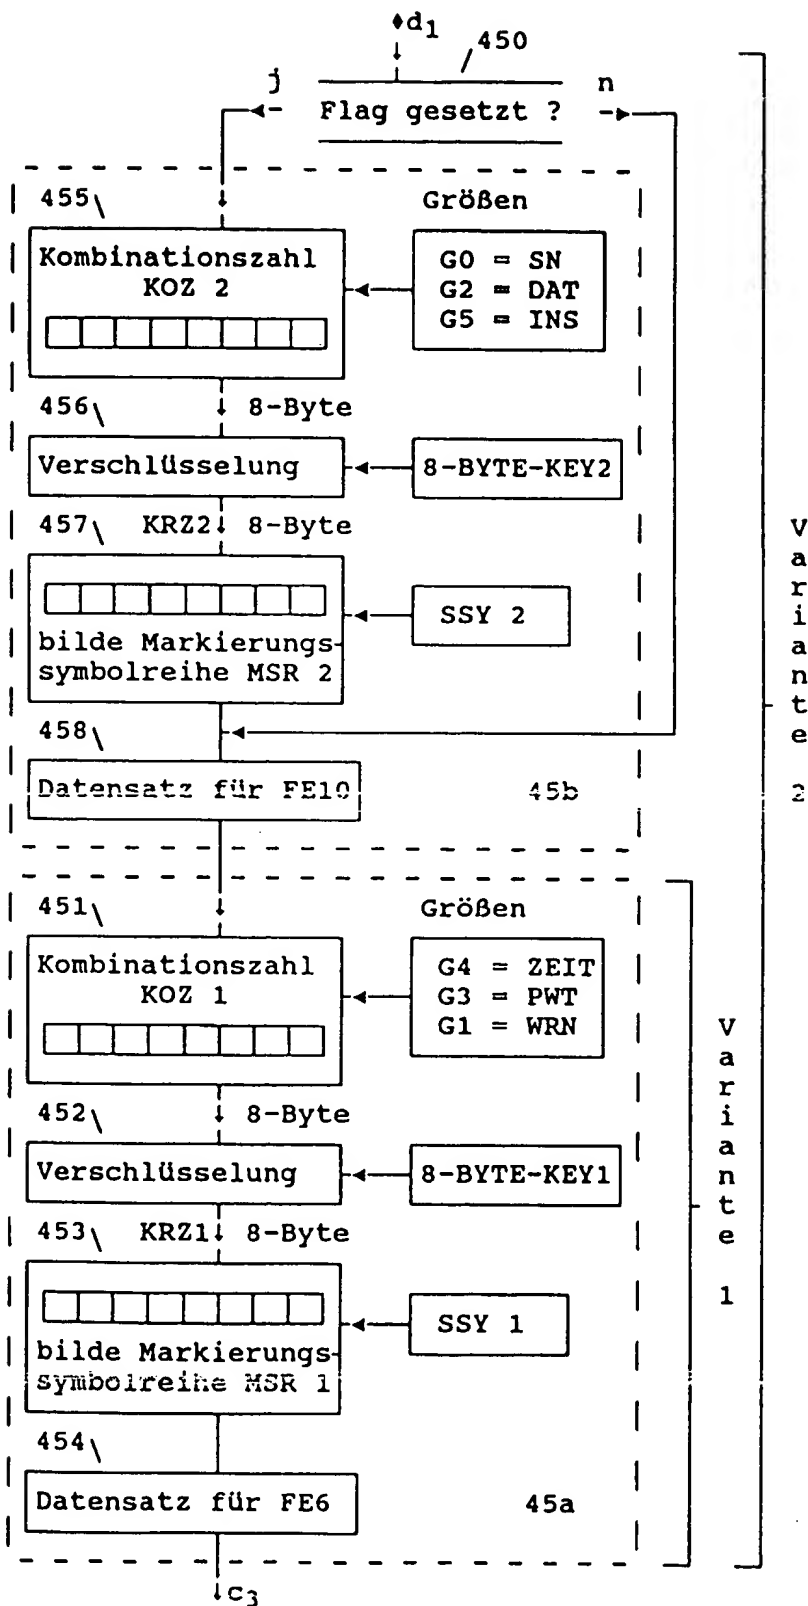 d1
450
j
n
Flag gesetzt ?
455
Größen
Kombinationszahl
KOZ 2
G0 = SN
G2 = DAT
G5 = INS
456
8-Byte
Verschlüsselung
8-BYTE-KEY2
457
KRZ2
8-Byte
SSY 2
bilde Markierungs-
symbolreihe MSR 2
458
Datensatz für FE10
45b
Variante 2
451
Größen
Kombinationszahl
KOZ 1
G4 = ZEIT
G3 = PWT
G1 = WRN
452
8-Byte
Verschlüsselung
8-BYTE-KEY1
453
KRZ1
8-Byte
SSY 1
bilde Markierungs-
symbolreihe MSR 1
454
Datensatz für FE6
45a
Variante 1
c3